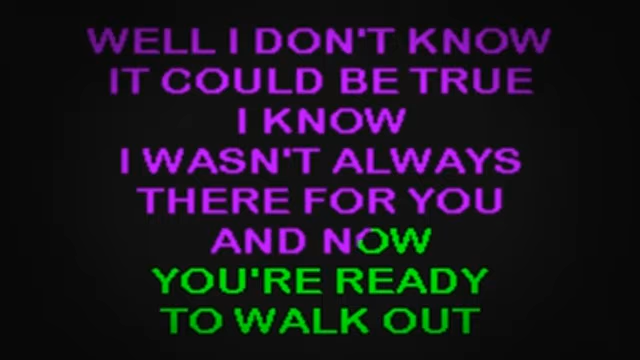 WELL I DON'T KNOW
IT COULD BE TRUE
I KNOW
I WASN'T ALWAYS
THERE FOR YOU
AND NOW
YOU'RE READY
TO WALK OUT